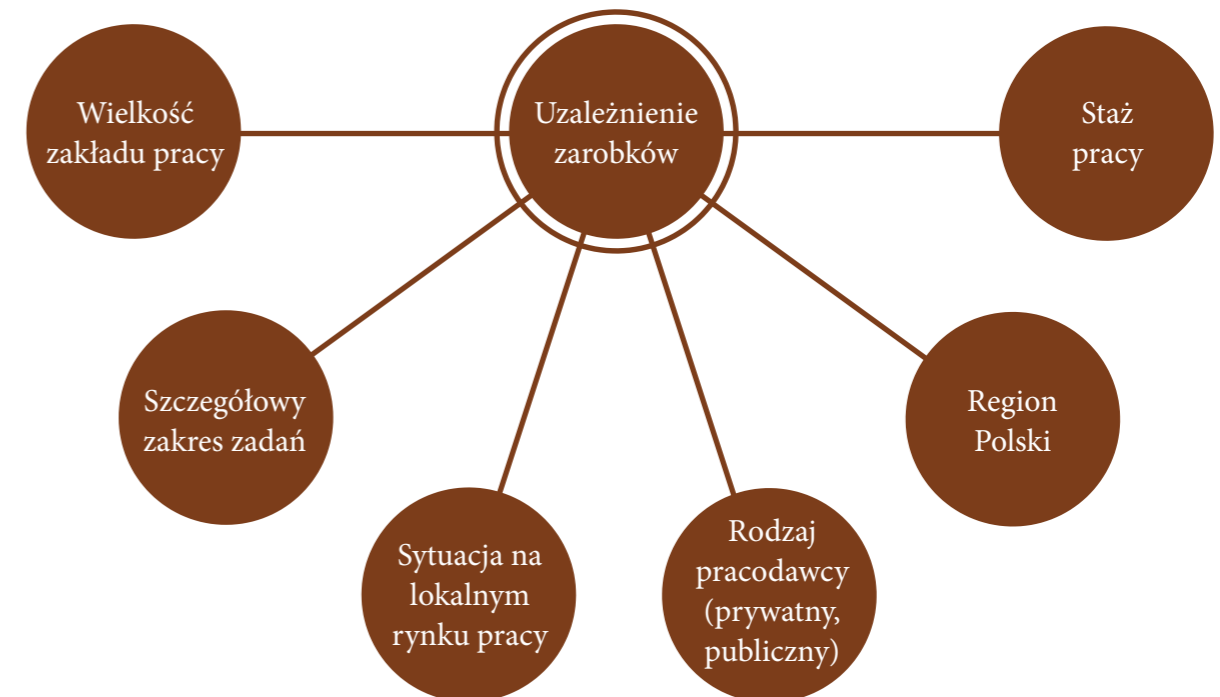 Wielkość
zakładu pracy
Uzależnienie
zarobków
Staż
pracy
Szczegółowy
zakres zadań
Region
Polski
Sytuacja na
lokalnym
rynku pracy
Rodzaj
pracodawcy
(prywatny,
publiczny)